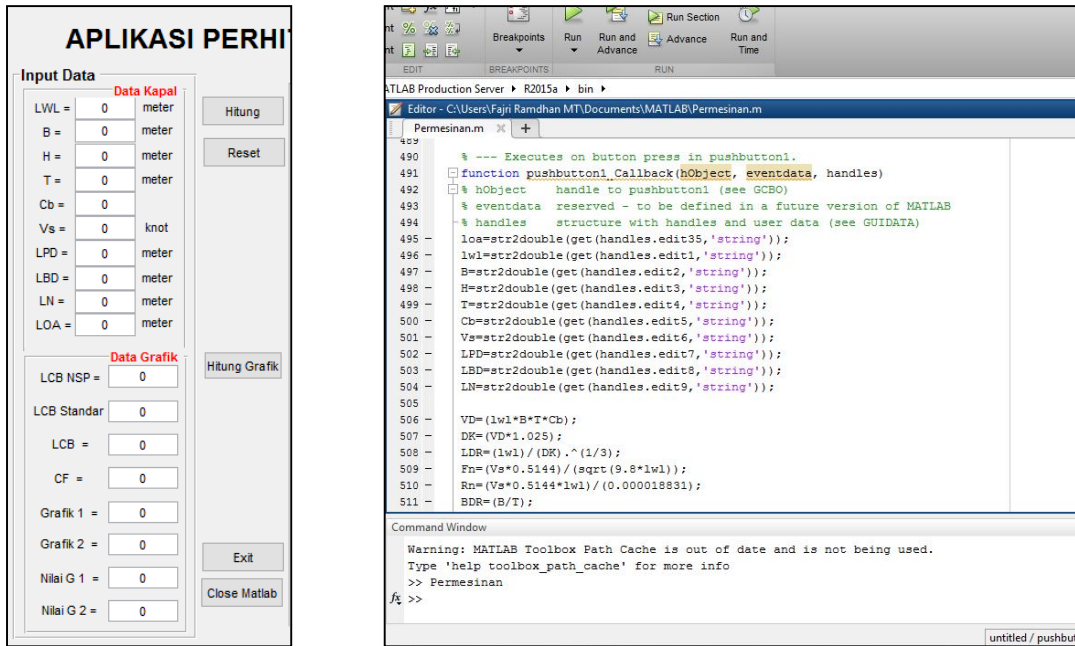 APLIKASI PERHI
Input Data
Data Kapal
LWL = 0 meter
B = 0 meter
H = 0 meter
T = 0 meter
Cb = 0
Vs = 0 knot
LPD = 0 meter
LBD = 0 meter
LN = 0 meter
LOA = 0 meter
Hitung
Reset
Data Grafik
LCB NSP = 0
LCB Standar 0
LCB = 0
CF = 0
Grafik 1 = 0
Grafik 2 = 0
Nilai G 1 = 0
Nilai G 2 = 0
Hitung Grafik
Exit
Close Matlab
nt
nt
Breakpoints
Run
Run and Advance
Run Section
Advance
Run and Time
EDIT
BREAKPOINTS
RUN
ATLAB Production Server R2015a bin
Editor - C:\Users\Fajri Ramdhan MT\Documents\MATLAB\Permesinan.m
Permesinan.m
489
490 % --- Executes on button press in pushbutton1.
491 function pushbutton1_Callback(hObject, eventdata, handles)
492 % hObject handle to pushbutton1 (see GCBO)
493 % eventdata reserved - to be defined in a future version of MATLAB
494 % handles structure with handles and user data (see GUIDATA)
495 - loa=str2double(get(handles.edit35,'string'));
496 - lwl=str2double(get(handles.edit1,'string'));
497 - B=str2double(get(handles.edit2,'string'));
498 - H=str2double(get(handles.edit3,'string'));
499 - T=str2double(get(handles.edit4,'string'));
500 - Cb=str2double(get(handles.edit5,'string'));
501 - Vs=str2double(get(handles.edit6,'string'));
502 - LPD=str2double(get(handles.edit7,'string'));
503 - LBD=str2double(get(handles.edit8,'string'));
504 - LN=str2double(get(handles.edit9,'string'));
505
506 - VD=(lwl*B*T*Cb);
507 - DK=(VD*1.025);
508 - LDR=(lwl)/(DK).^(1/3);
509 - Fn=(Vs*0.5144)/(sqrt(9.8*lwl));
510 - Rn=(Vs*0.5144*lwl)/(0.000018831);
511 - BDR=(B/T);
Command Window
Warning: MATLAB Toolbox Path Cache is out of date and is not being used.
Type 'help toolbox_path_cache' for more info
>> Permesinan
fx >>
untitled / pushbut